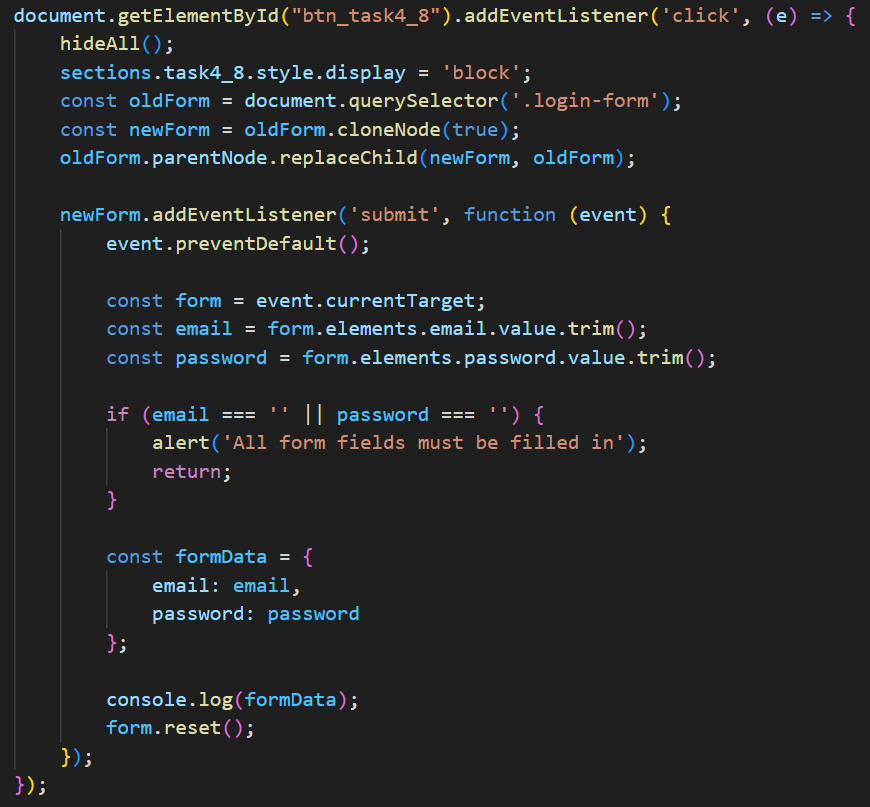 document.getElementById("btn_task4_8").addEventListener('click', (e) => {
    hideAll();
    sections.task4_8.style.display = 'block';
    const oldForm = document.querySelector('.login-form');
    const newForm = oldForm.cloneNode(true);
    oldForm.parentNode.replaceChild(newForm, oldForm);

    newForm.addEventListener('submit', function (event) {
        event.preventDefault();

        const form = event.currentTarget;
        const email = form.elements.email.value.trim();
        const password = form.elements.password.value.trim();

        if (email === '' || password === '') {
            alert('All form fields must be filled in');
            return;
        }

        const formData = {
            email: email,
            password: password
        };

        console.log(formData);
        form.reset();
    });
});